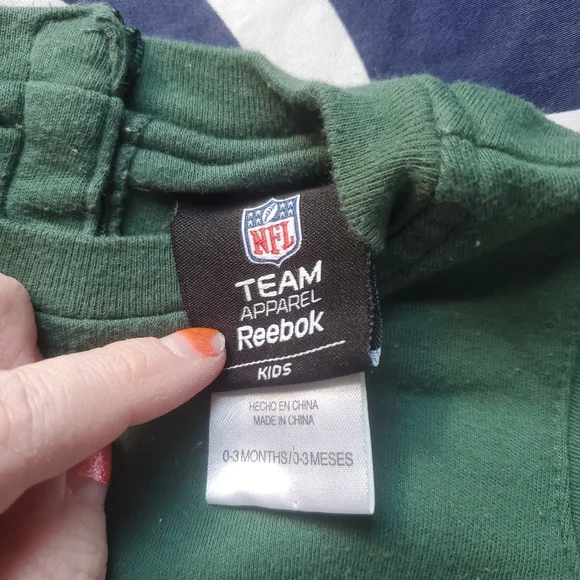 NFL
TEAM
APPAREL
Reebok
KIDS
HECHO EN CHINA
MADE IN CHINA
0-3 MONTHS/0-3 MESES